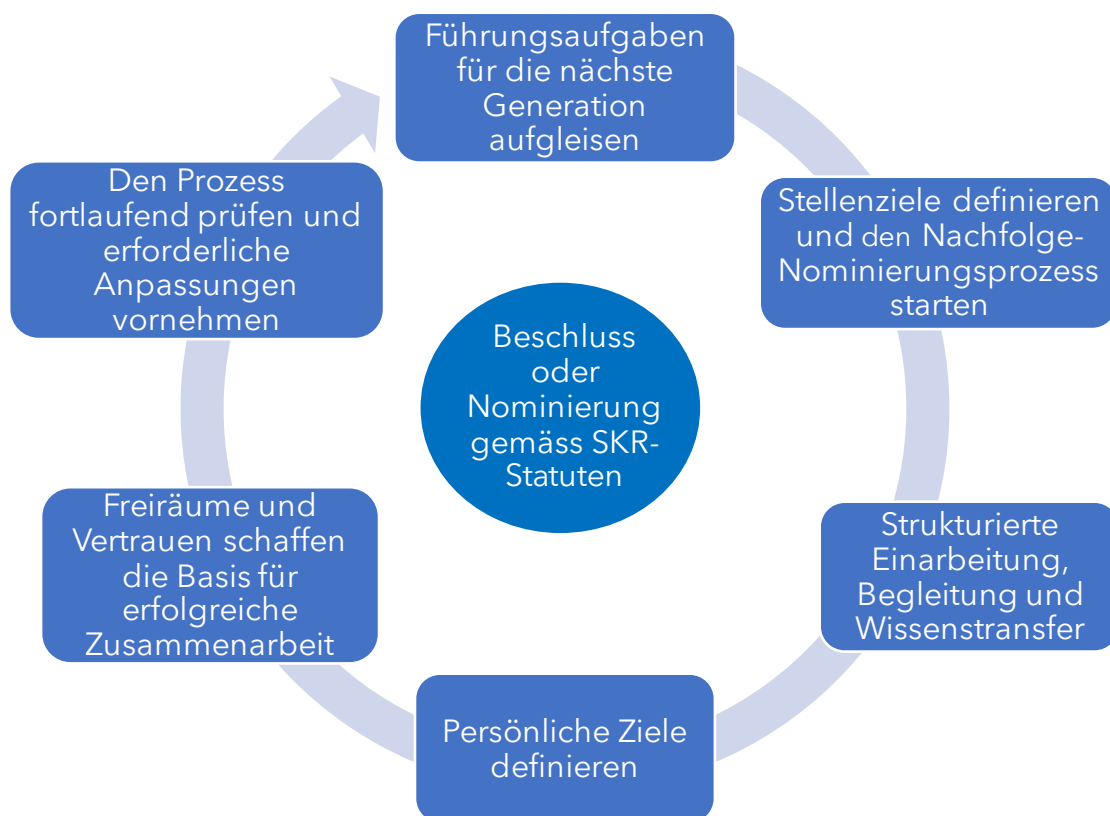 Führungsaufgaben
für die nächste
Generation
aufgleisen
Stellenziele definieren
und den Nachfolge-
Nominierungsprozess
starten
Strukturierte
Einarbeitung,
Begleitung und
Wissenstransfer
Persönliche Ziele
definieren
Freiräume und
Vertrauen schaffen
die Basis für
erfolgreiche
Zusammenarbeit
Den Prozess
fortlaufend prüfen und
erforderliche
Anpassungen
vornehmen
Beschluss
oder
Nominierung
gemäss SKR-
Statuten